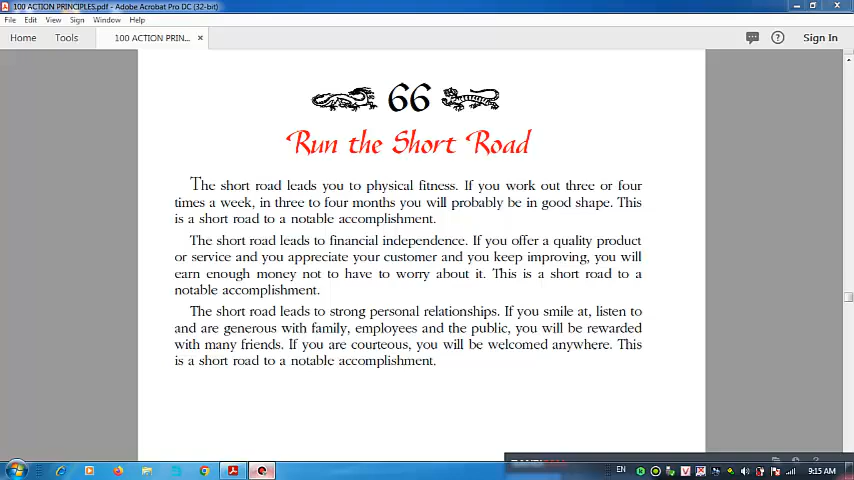 100 ACTION PRINCIPLES.pdf - Adobe Acrobat Pro DC (32-bit)
File Edit View Sign Window Help
Home Tools 100 ACTION PRIN... × Sign In
66
Run the Short Road
The short road leads you to physical fitness. If you work out three or four
times a week, in three to four months you will probably be in good shape. This
is a short road to a notable accomplishment.
The short road leads to financial independence. If you offer a quality product
or service and you appreciate your customer and you keep improving, you will
earn enough money not to have to worry about it. This is a short road to a
notable accomplishment.
The short road leads to strong personal relationships. If you smile at, listen to
and are generous with family, employees and the public, you will be rewarded
with many friends. If you are courteous, you will be welcomed anywhere. This
is a short road to a notable accomplishment.
EN 9:15 AM